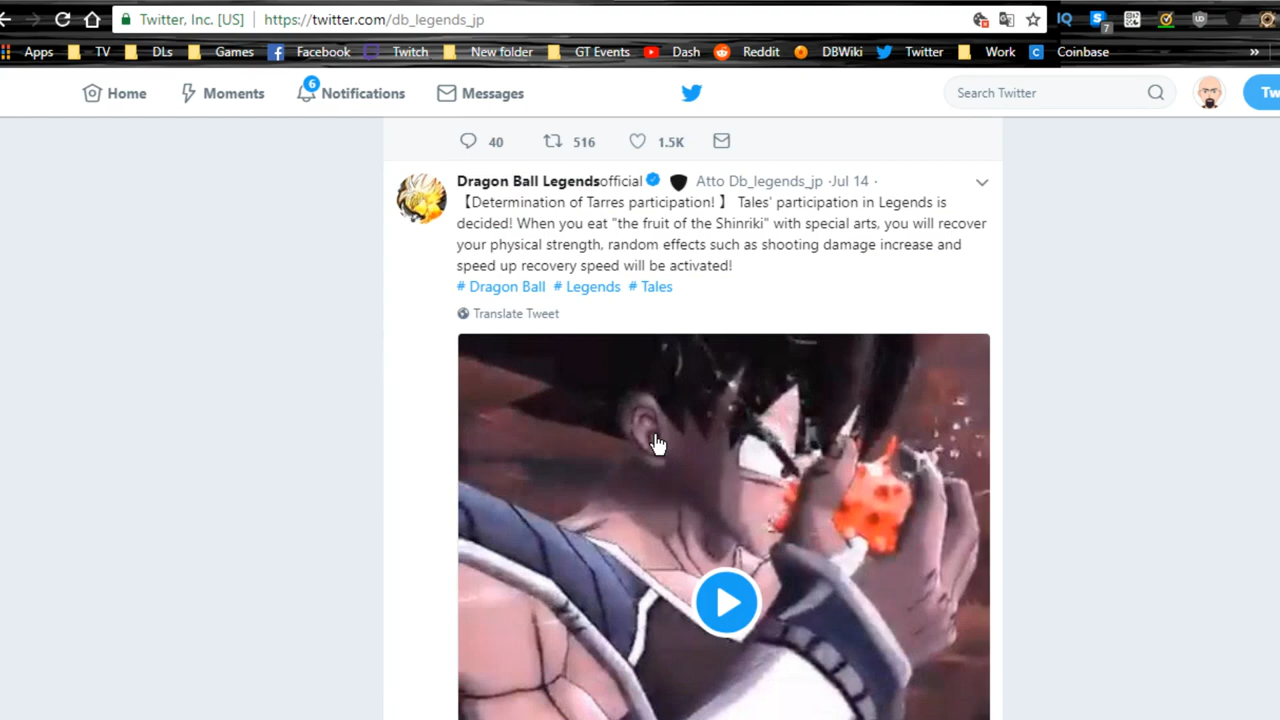 Twitter, Inc. [US] https://twitter.com/db_legends_jp
Apps TV DLs Games Facebook Twitch New folder GT Events Dash Reddit DBWiki Twitter Work Coinbase »
Home Moments 6 Notifications Messages Search Twitter Tw
40 516 1.5K
Dragon Ball Legendsofficial Atto Db_legends_jp ·Jul 14 ·
【Determination of Tarres participation! 】 Tales' participation in Legends is
decided! When you eat "the fruit of the Shinriki" with special arts, you will recover
your physical strength, random effects such as shooting damage increase and
speed up recovery speed will be activated!
# Dragon Ball # Legends # Tales
Translate Tweet